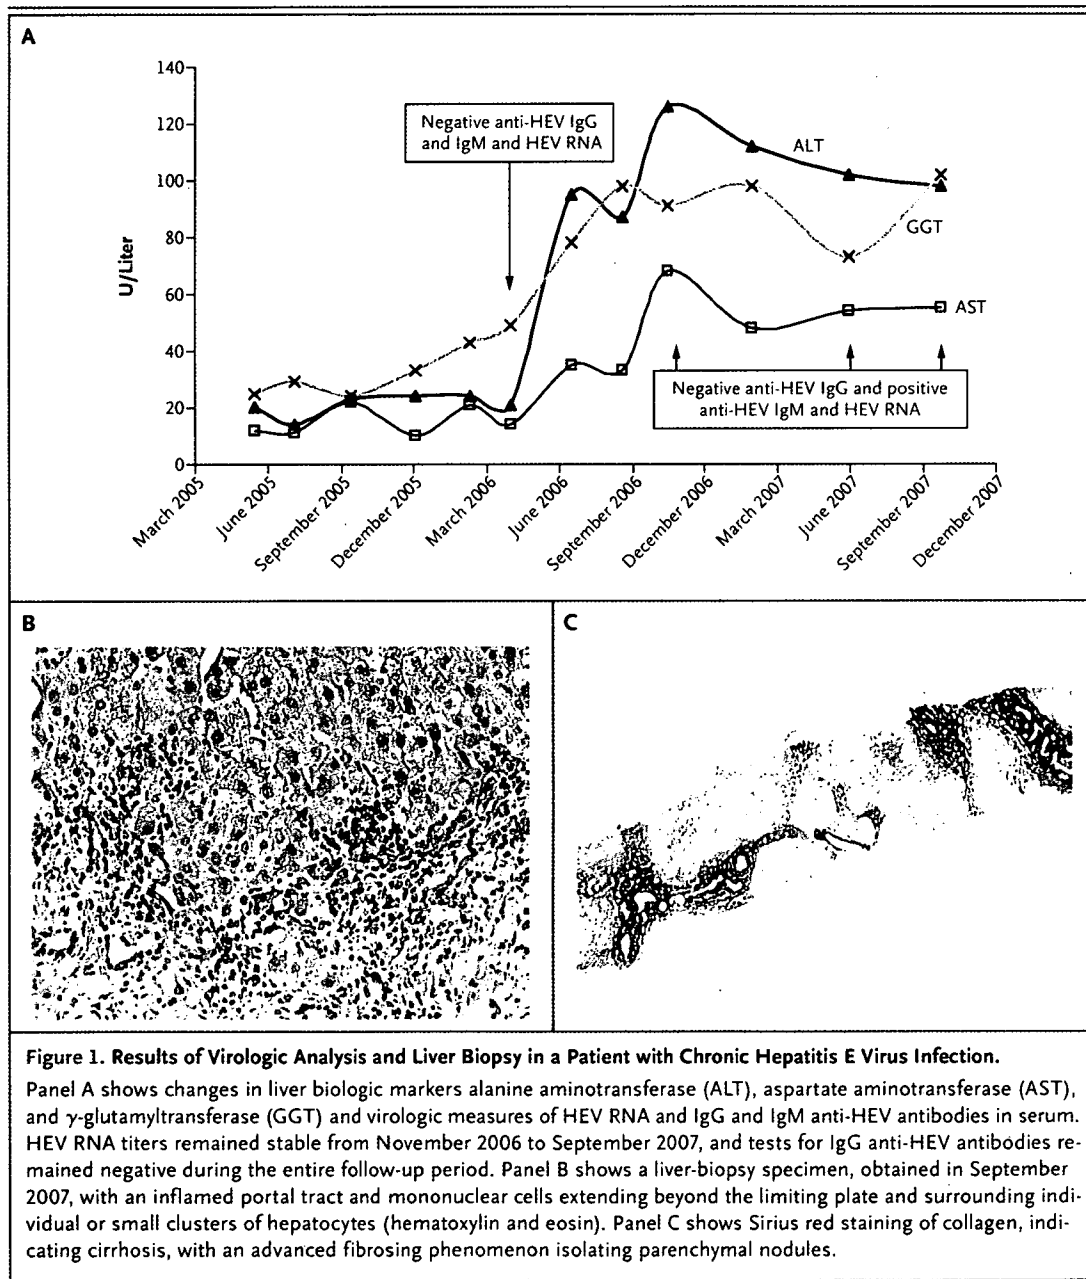 A
140
120
100
80
60
40
20
0
U/Liter
Negative anti-HEV IgG
and IgM and HEV RNA
ALT
GGT
AST
Negative anti-HEV IgG and positive
anti-HEV IgM and HEV RNA
March 2005
June 2005
September 2005
December 2005
March 2006
June 2006
September 2006
December 2006
March 2007
June 2007
September 2007
December 2007
B
C
Figure 1. Results of Virologic Analysis and Liver Biopsy in a Patient with Chronic Hepatitis E Virus Infection.
Panel A shows changes in liver biologic markers alanine aminotransferase (ALT), aspartate aminotransferase (AST),
and γ-glutamyltransferase (GGT) and virologic measures of HEV RNA and IgG and IgM anti-HEV antibodies in serum.
HEV RNA titers remained stable from November 2006 to September 2007, and tests for IgG anti-HEV antibodies re-
mained negative during the entire follow-up period. Panel B shows a liver-biopsy specimen, obtained in September
2007, with an inflamed portal tract and mononuclear cells extending beyond the limiting plate and surrounding indi-
vidual or small clusters of hepatocytes (hematoxylin and eosin). Panel C shows Sirius red staining of collagen, indi-
cating cirrhosis, with an advanced fibrosing phenomenon isolating parenchymal nodules.